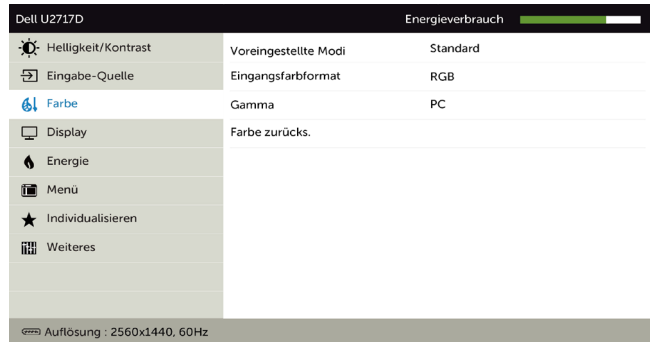 Dell U2717D Energieverbrauch
Helligkeit/Kontrast
Eingabe-Quelle
Farbe
Display
Energie
Menü
Individualisieren
Weiteres
Voreingestellte Modi Standard
Eingangsfarbformat RGB
Gamma PC
Farbe zurücks.
Auflösung : 2560x1440, 60Hz